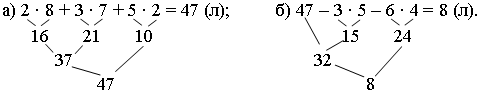 а) 2 · 8 + 3 · 7 + 5 · 2 = 47 (л);
16 21 10
37
47
б) 47 – 3 · 5 – 6 · 4 = 8 (л).
15 24
32
8